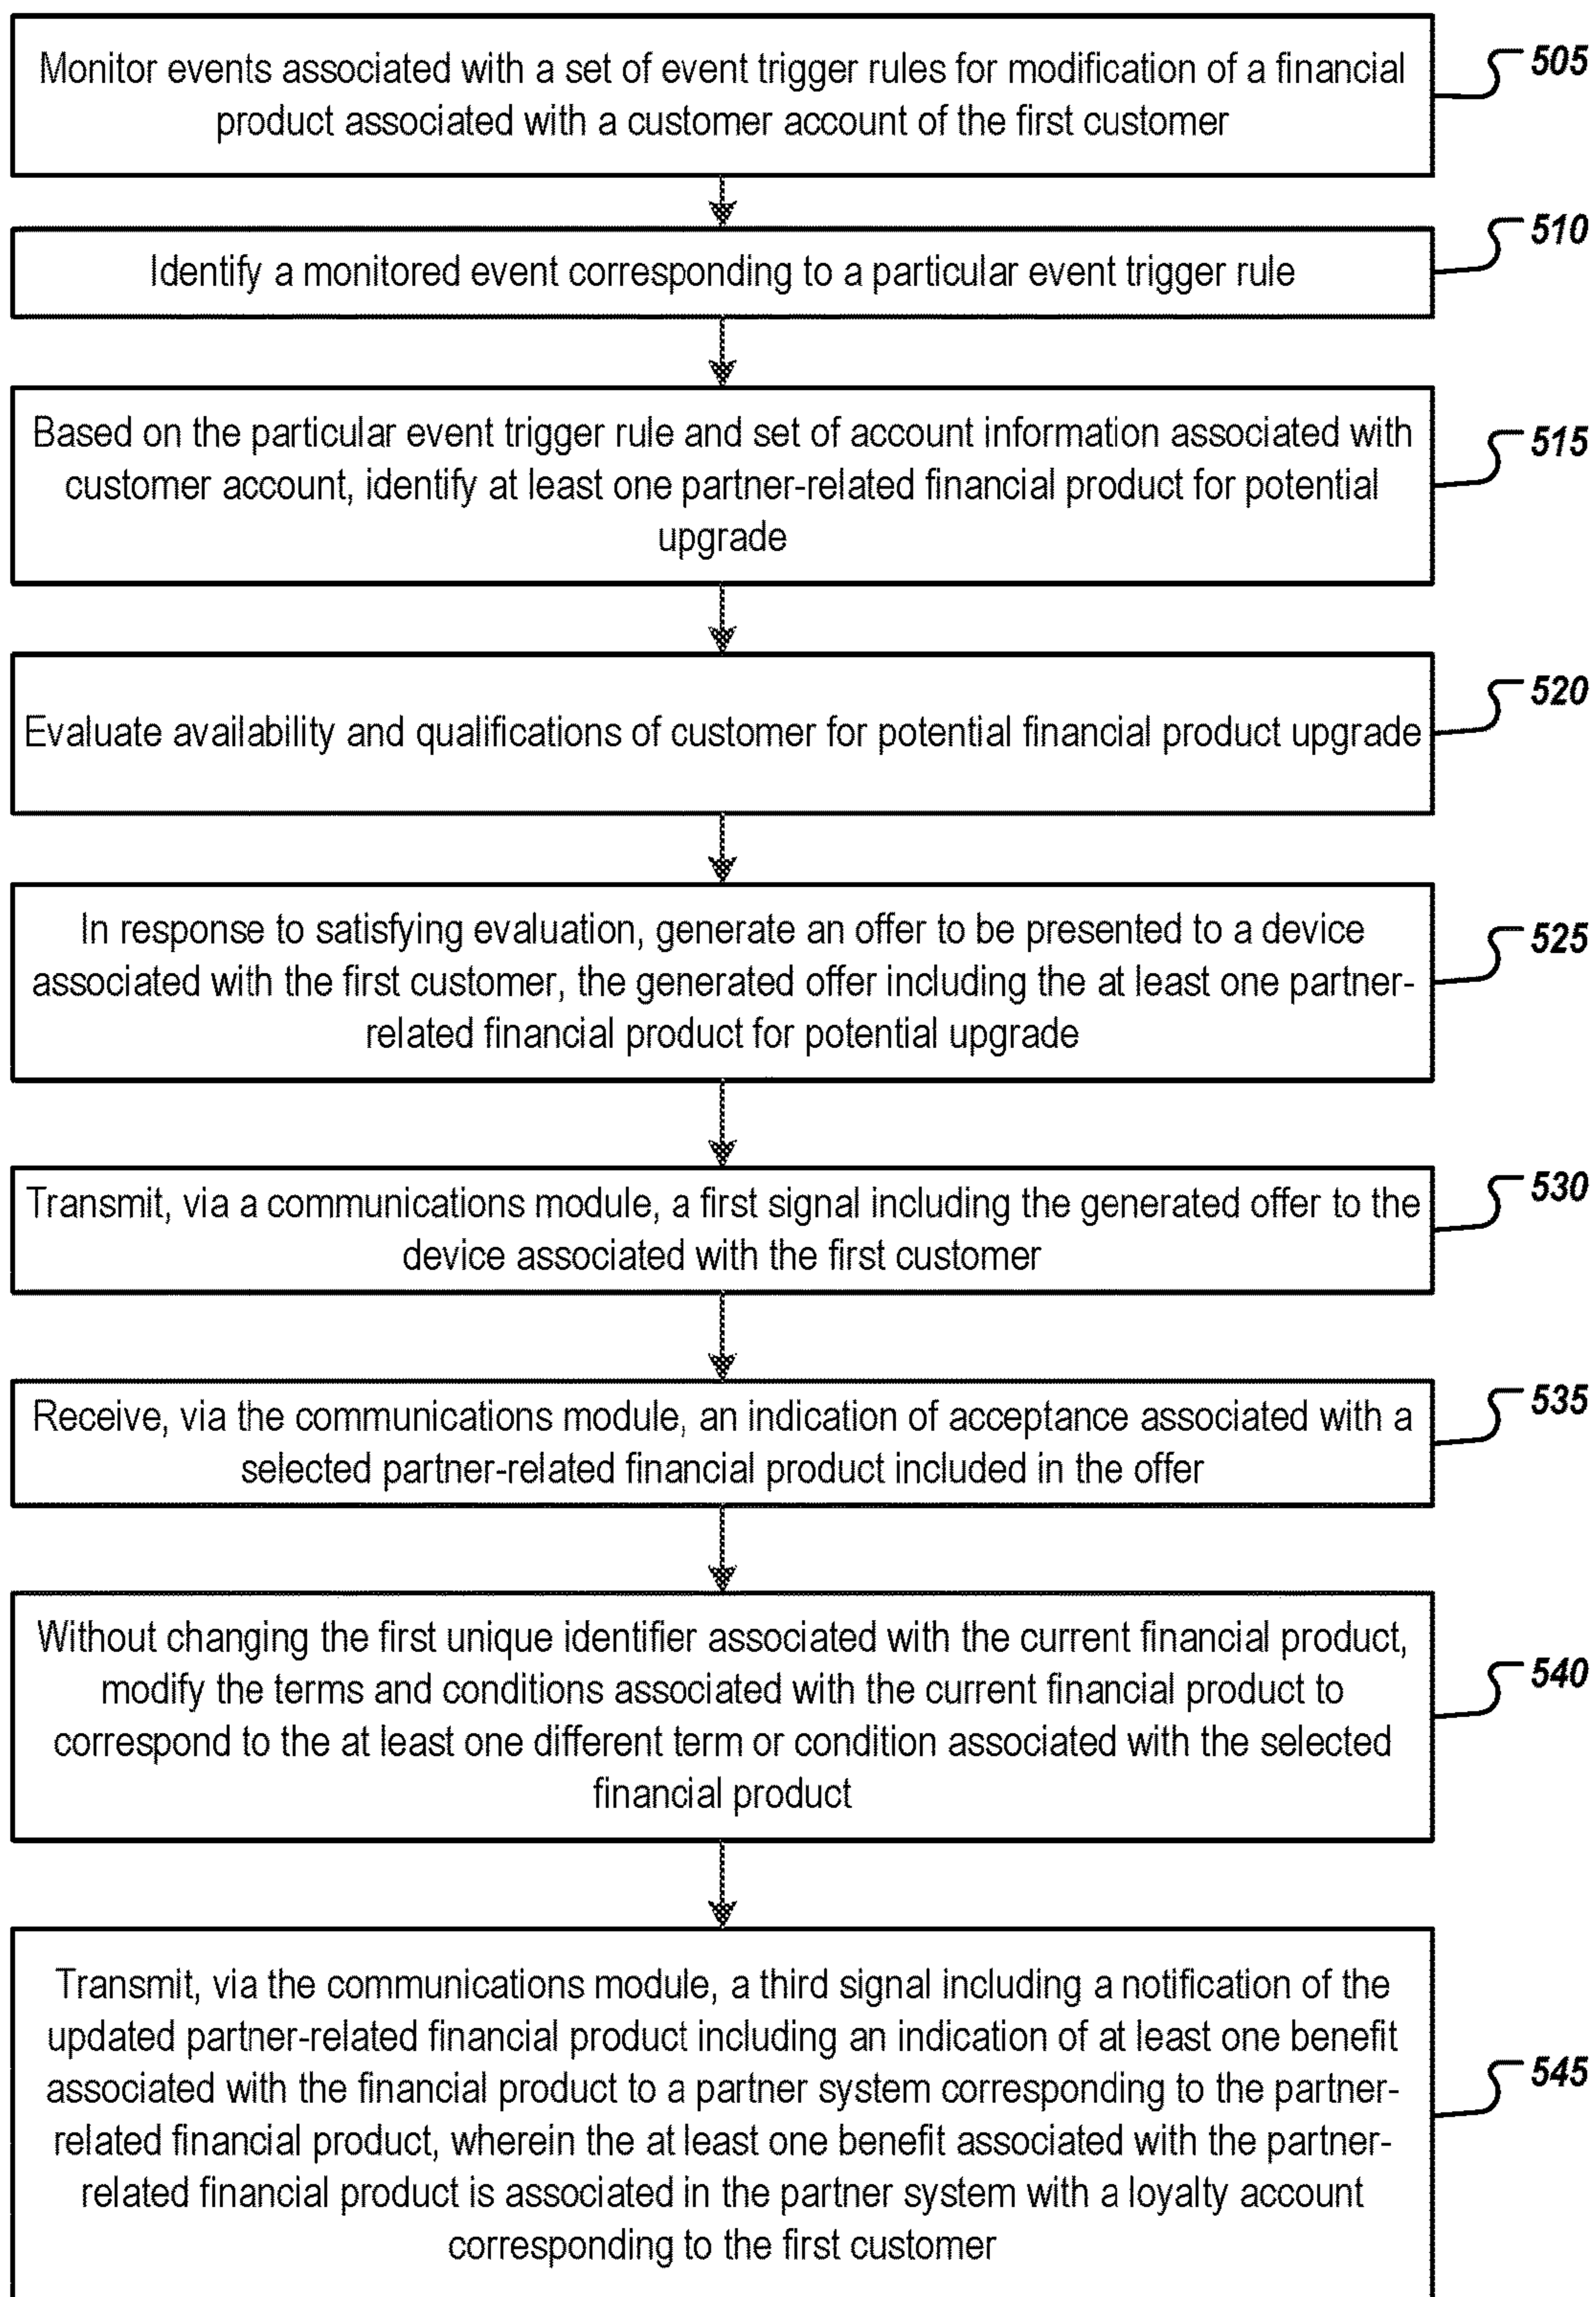 Monitor events associated with a set of event trigger rules for modification of a financial
product associated with a customer account of the first customer
505
Identify a monitored event corresponding to a particular event trigger rule
510
Based on the particular event trigger rule and set of account information associated with
customer account, identify at least one partner-related financial product for potential
upgrade
515
Evaluate availability and qualifications of customer for potential financial product upgrade
520
In response to satisfying evaluation, generate an offer to be presented to a device
associated with the first customer, the generated offer including the at least one partner-
related financial product for potential upgrade
525
Transmit, via a communications module, a first signal including the generated offer to the
device associated with the first customer
530
Receive, via the communications module, an indication of acceptance associated with a
selected partner-related financial product included in the offer
535
Without changing the first unique identifier associated with the current financial product,
modify the terms and conditions associated with the current financial product to
correspond to the at least one different term or condition associated with the selected
financial product
540
Transmit, via the communications module, a third signal including a notification of the
updated partner-related financial product including an indication of at least one benefit
associated with the financial product to a partner system corresponding to the partner-
related financial product, wherein the at least one benefit associated with the partner-
related financial product is associated in the partner system with a loyalty account
corresponding to the first customer
545